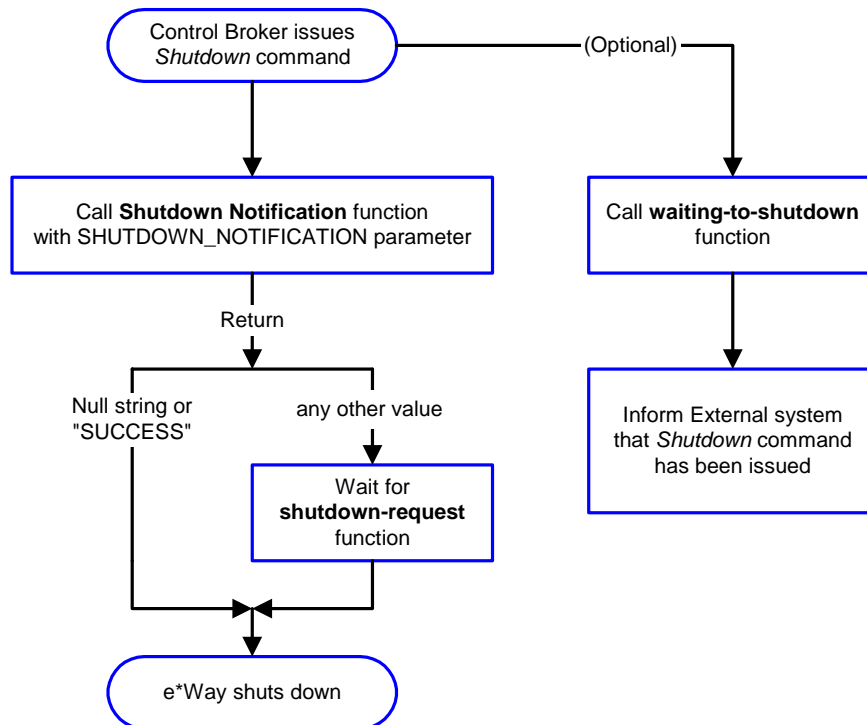 Control Broker issues
Shutdown command
(Optional)
Call Shutdown Notification function
with SHUTDOWN_NOTIFICATION parameter
Call waiting-to-shutdown
function
Return
Null string or
"SUCCESS"
any other value
Inform External system
that Shutdown command
has been issued
Wait for
shutdown-request
function
e*Way shuts down